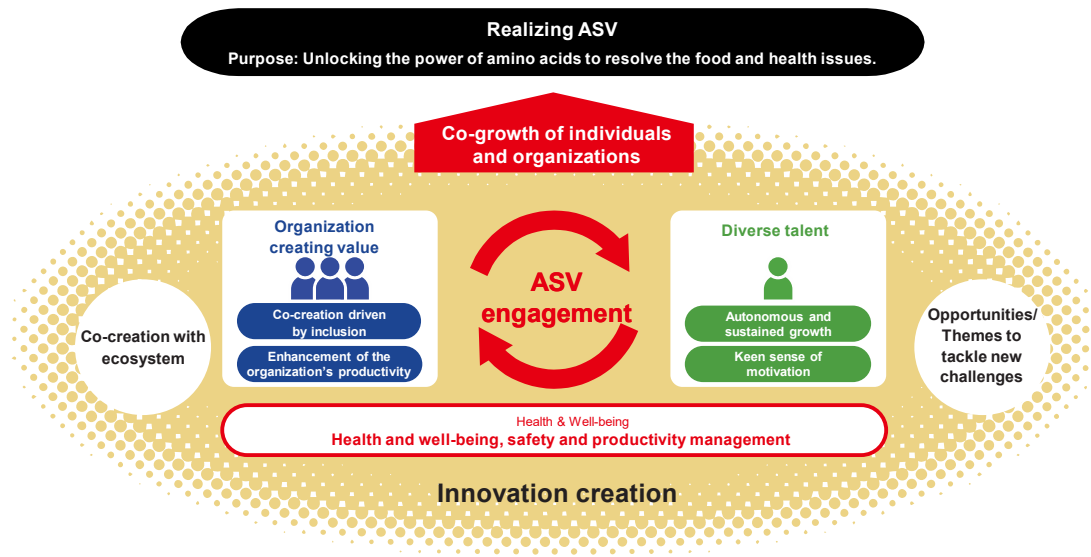 Realizing ASV
Purpose: Unlocking the power of amino acids to resolve the food and health issues.
Co-growth of individuals
and organizations
Organization
creating value
Co-creation driven
by inclusion
Enhancement of the
organization's productivity
ASV
engagement
Diverse talent
Autonomous and
sustained growth
Keen sense of
motivation
Co-creation with
ecosystem
Opportunities/
Themes to
tackle new
challenges
Health & Well-being
Health and well-being, safety and productivity management
Innovation creation